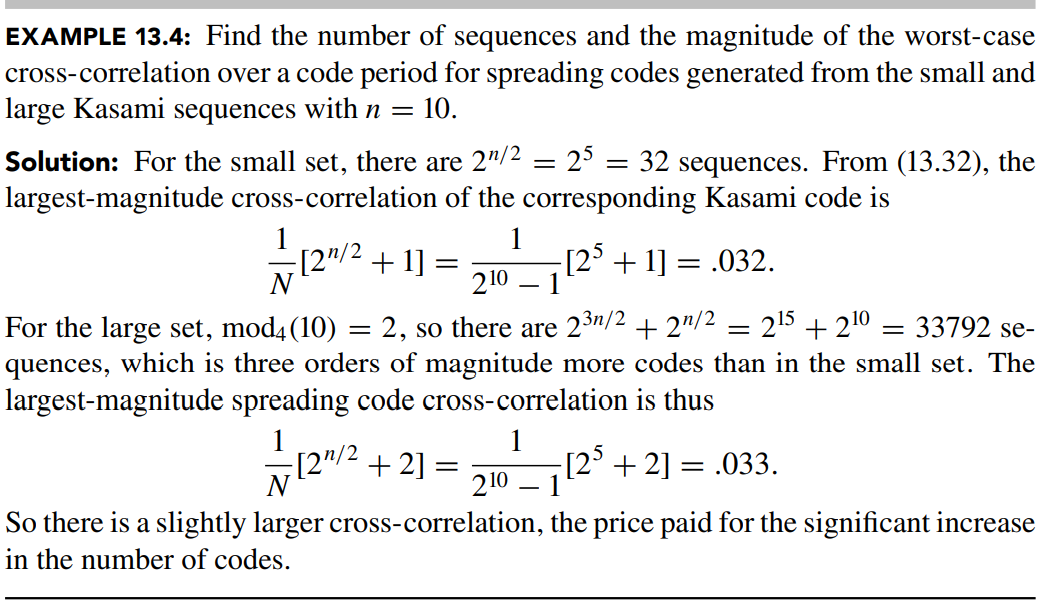 EXAMPLE 13.4: Find the number of sequences and the magnitude of the worst-case
cross-correlation over a code period for spreading codes generated from the small and
large Kasami sequences with n = 10.
Solution: For the small set, there are 2^{n/2} = 2^5 = 32 sequences. From (13.32), the
largest-magnitude cross-correlation of the corresponding Kasami code is
\frac{1}{N}[2^{n/2} + 1] = \frac{1}{2^{10} − 1}[2^5 + 1] = .032.
For the large set, mod_4(10) = 2, so there are 2^{3n/2} + 2^{n/2} = 2^{15} + 2^{10} = 33792 se-
quences, which is three orders of magnitude more codes than in the small set. The
largest-magnitude spreading code cross-correlation is thus
\frac{1}{N}[2^{n/2} + 2] = \frac{1}{2^{10} − 1}[2^5 + 2] = .033.
So there is a slightly larger cross-correlation, the price paid for the significant increase
in the number of codes.